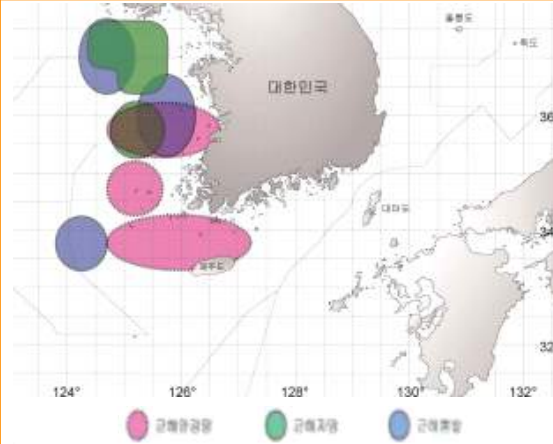 울릉도
독도
대한민국
36
대마도
34
제주도
32
124° 126° 128° 130° 132°
근해안강망 근해자망 근해통발